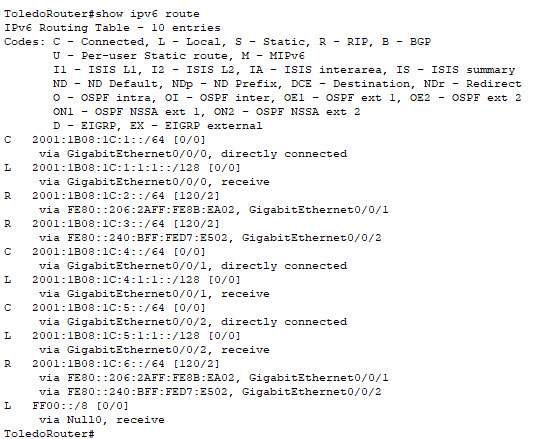 ToledoRouter#show ipv6 route
IPv6 Routing Table - 10 entries
Codes: C - Connected, L - Local, S - Static, R - RIP, B - BGP
U - Per-user Static route, M - MIPv6
I1 - ISIS L1, I2 - ISIS L2, IA - ISIS interarea, IS - ISIS summary
ND - ND Default, NDp - ND Prefix, DCE - Destination, NDr - Redirect
O - OSPF intra, OI - OSPF inter, OE1 - OSPF ext 1, OE2 - OSPF ext 2
ON1 - OSPF NSSA ext 1, ON2 - OSPF NSSA ext 2
D - EIGRP, EX - EIGRP external
C 2001:1B08:1C:1::/64 [0/0]
via GigabitEthernet0/0/0, directly connected
L 2001:1B08:1C:1:1:1::/128 [0/0]
via GigabitEthernet0/0/0, receive
R 2001:1B08:1C:2::/64 [120/2]
via FE80::206:2AFF:FE8B:EA02, GigabitEthernet0/0/1
R 2001:1B08:1C:3::/64 [120/2]
via FE80::240:BFF:FED7:E502, GigabitEthernet0/0/2
C 2001:1B08:1C:4::/64 [0/0]
via GigabitEthernet0/0/1, directly connected
L 2001:1B08:1C:4:1:1::/128 [0/0]
via GigabitEthernet0/0/1, receive
C 2001:1B08:1C:5::/64 [0/0]
via GigabitEthernet0/0/2, directly connected
L 2001:1B08:1C:5:1:1::/128 [0/0]
via GigabitEthernet0/0/2, receive
R 2001:1B08:1C:6::/64 [120/2]
via FE80::206:2AFF:FE8B:EA02, GigabitEthernet0/0/1
via FE80::240:BFF:FED7:E502, GigabitEthernet0/0/2
L FF00::/8 [0/0]
via Null0, receive
ToledoRouter#